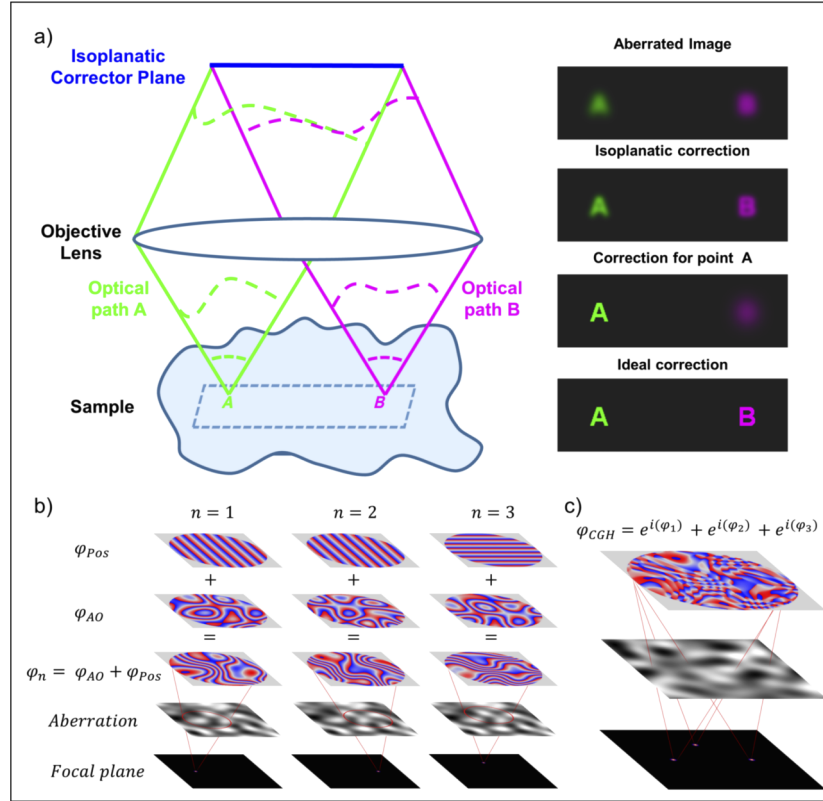 a)
Isoplanatic
Corrector Plane
Objective
Lens
Optical
path A
Optical
path B
Sample
A
B
Aberrated Image
A
B
Isoplanatic correction
A
B
Correction for point A
A
Ideal correction
A
B
b)
n = 1
n = 2
n = 3
φ_Pos
+
+
+
φ_AO
=
=
=
φ_n = φ_AO + φ_Pos
Aberration
Focal plane
c)
φ_CGH = e^{i(φ_1)} + e^{i(φ_2)} + e^{i(φ_3)}